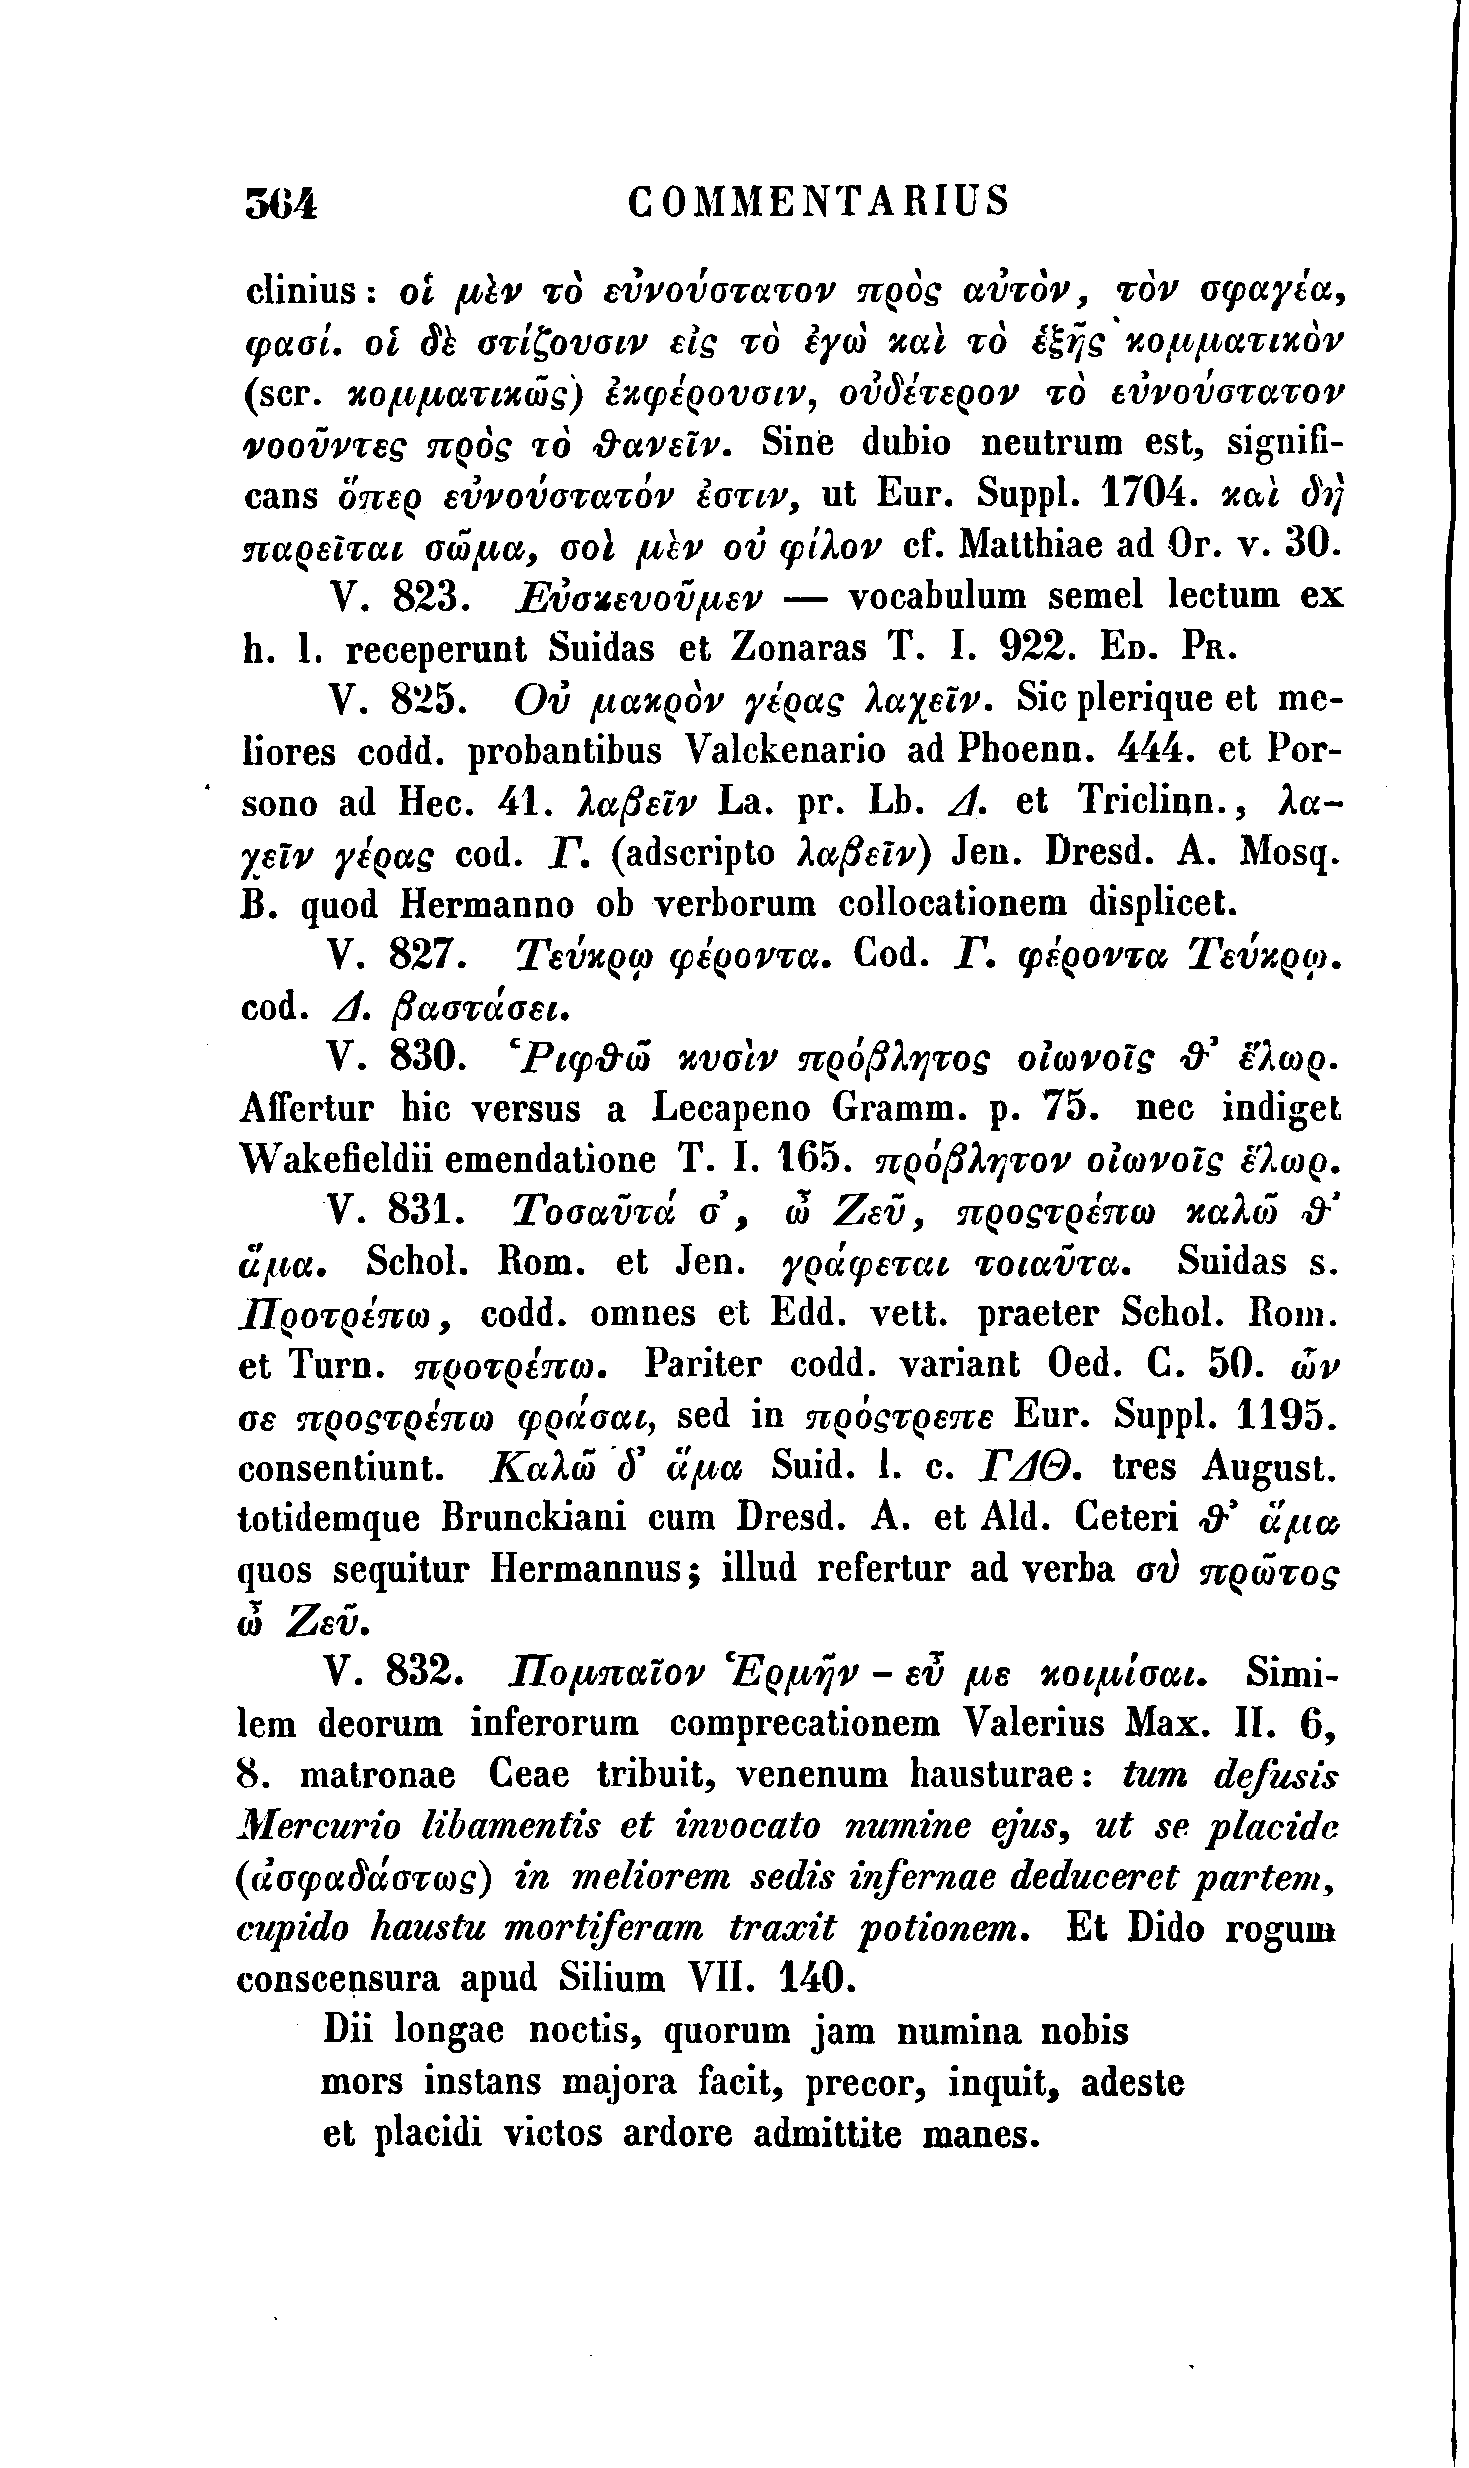 364 COMMENTARIUS
clinius: οἱ μὲν τὸ εὐνούστατον πρὸς αὐτὸν, τὸν σφαγέα,
φασί. οἱ δὲ στίζουσιν εἰς τὸ ἐγὼ καὶ τὸ ἑξῆς κομματικὸν
(scr. κομματικῶς) ἐκφέρουσιν, οὐδέτερον τὸ εὐνούστατον
νοοῦντες πρὸς τὸ θανεῖν. Sine dubio neutrum est, signifi-
cans ὅπερ εὐνούστατόν ἐστιν, ut Eur. Suppl. 1704. καὶ δὴ
παρεῖται σῶμα, σοὶ μὲν οὐ φίλον cf. Matthiae ad Or. v. 30.
V. 823. Εὐσκευοῦμεν — vocabulum semel lectum ex
h. l. receperunt Suidas et Zonaras T. I. 922. ED. PR.
V. 825. Οὐ μακρὸν γέρας λαχεῖν. Sic plerique et me-
liores codd. probantibus Valckenario ad Phoenn. 444. et Por-
sono ad Hec. 41. λαβεῖν La. pr. Lb. Δ. et Triclinn., λα-
χεῖν γέρας cod. Γ. (adscripto λαβεῖν) Jen. Dresd. A. Mosq.
B. quod Hermanno ob verborum collocationem displicet.
V. 827. Τεύκρῳ φέροντα. Cod. Γ. φέροντα Τεύκρῳ.
cod. Δ. βαστάσει.
V. 830. Ῥιφθῶ κυσὶν πρόβλητος οἰωνοῖς θ’ ἕλωρ.
Affertur hic versus a Lecapeno Gramm. p. 75. nec indiget
Wakefieldii emendatione T. I. 165. πρόβλητον οἰωνοῖς ἕλωρ.
V. 831. Τοσαῦτά σ’, ὦ Ζεῦ, προςτρέπω καλῶ θ’
ἅμα. Schol. Rom. et Jen. γράφεται τοιαῦτα. Suidas s.
Προτρέπω, codd. omnes et Edd. vett. praeter Schol. Rom.
et Turn. προτρέπω. Pariter codd. variant Oed. C. 50. ὧν
σε προςτρέπω φράσαι, sed in πρόςτρεπε Eur. Suppl. 1195.
consentiunt. Καλῶ δ’ ἅμα Suid. l. c. ΓΔΘ. tres August.
totidemque Brunckiani cum Dresd. A. et Ald. Ceteri θ’ ἅμα
quos sequitur Hermannus; illud refertur ad verba σὺ πρῶτος
ὦ Ζεῦ.
V. 832. Πομπαῖον Ἑρμῆν – εὖ με κοιμίσαι. Simi-
lem deorum inferorum comprecationem Valerius Max. II. 6,
8. matronae Ceae tribuit, venenum hausturae: tum defusis
Mercurio libamentis et invocato numine ejus, ut se placide
(ἀσφαδάστως) in meliorem sedis infernae deduceret partem,
cupido haustu mortiferam traxit potionem. Et Dido rogum
conscensura apud Silium VII. 140.
Dii longae noctis, quorum jam numina nobis
mors instans majora facit, precor, inquit, adeste
et placidi victos ardore admittite manes.